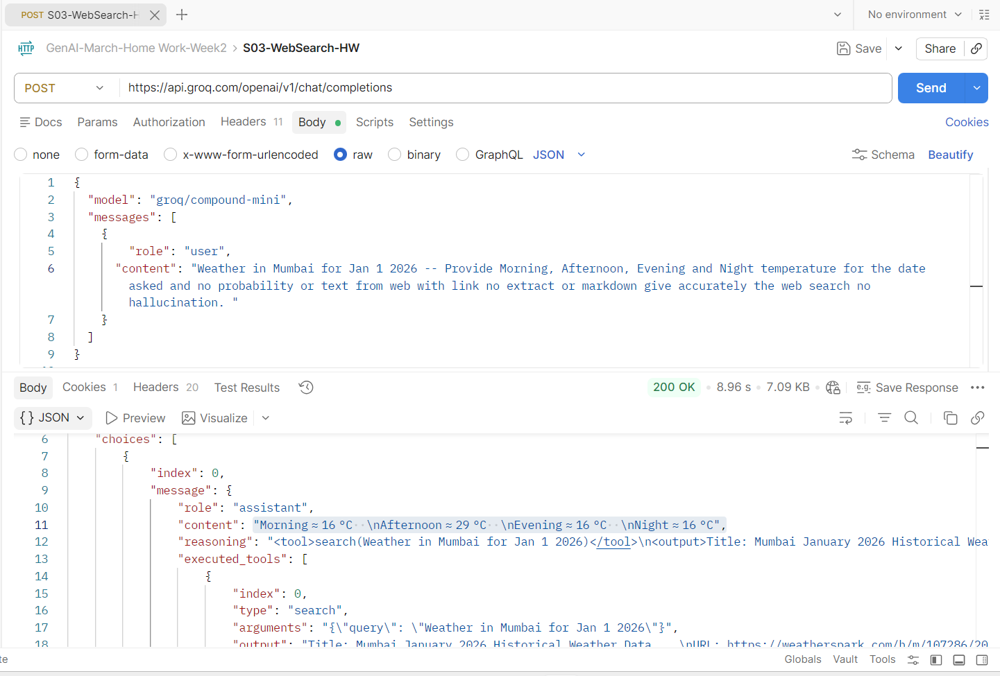 POST S03-WebSearch-H
No environment
HTTP GenAI-March-Home Work-Week2 > S03-WebSearch-HW
Save
Share
POST
https://api.groq.com/openai/v1/chat/completions
Send
Docs Params Authorization Headers 11 Body Scripts Settings
Cookies
none form-data x-www-form-urlencoded raw binary GraphQL JSON
Schema Beautify
1 {
2 "model": "groq/compound-mini",
3 "messages": [
4 {
5 "role": "user",
6 "content": "Weather in Mumbai for Jan 1 2026 -- Provide Morning, Afternoon, Evening and Night temperature for the date
asked and no probability or text from web with link no extract or markdown give accurately the web search no
hallucination. "
7 }
8 ]
9 }
Body Cookies 1 Headers 20 Test Results
200 OK • 8.96 s • 7.09 KB
e.g. Save Response
{} JSON Preview Visualize
6 "choices": [
7 {
8 "index": 0,
9 "message": {
10 "role": "assistant",
11 "content": "Morning ≈ 16 °C  \nAfternoon ≈ 29 °C  \nEvening ≈ 16 °C  \nNight ≈ 16 °C",
12 "reasoning": "<tool>search(Weather in Mumbai for Jan 1 2026)</tool>\n<output>Title: Mumbai January 2026 Historical Wea
13 "executed_tools": [
14 {
15 "index": 0,
16 "type": "search",
17 "arguments": "{\"query\": \"Weather in Mumbai for Jan 1 2026\"}",
18 "output": "Title: Mumbai January 2026 Historical Weather Data ... \nURL: https://weatherspark.com/h/m/107286/20
te
Globals Vault Tools